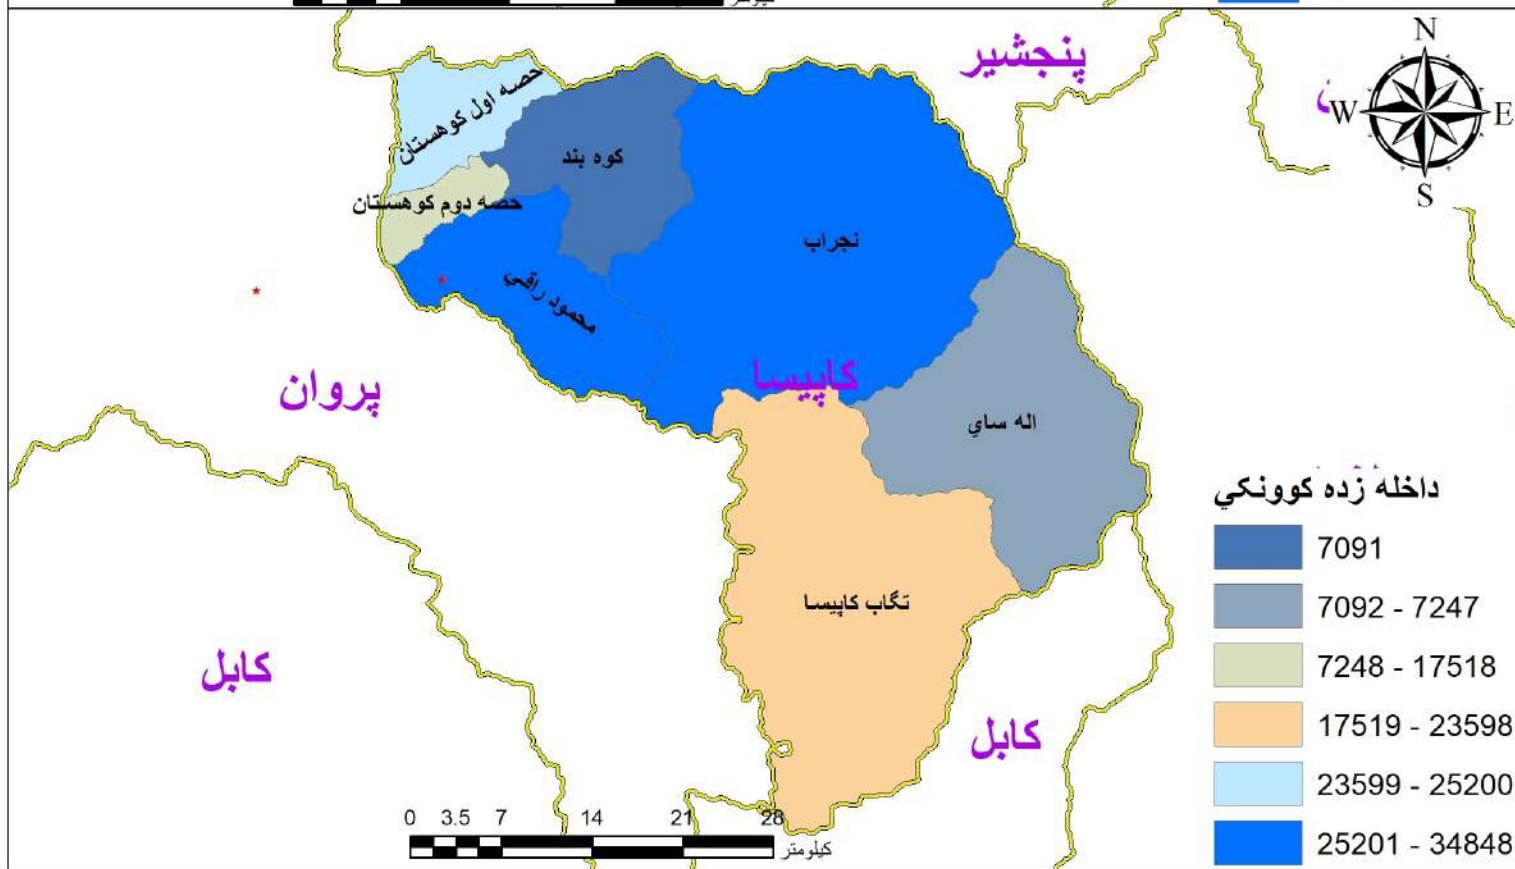 کیلومتر
پنجشیر
N
W
E
S
حصه اول کوهستان
کوه بند
حصه دوم کوهستان
نجراب
محمود راقي
پروان
کاپیسا
اله ساي
تگاب کاپیسا
کابل
کابل
داخله زده کوونکي
7091
7092 - 7247
7248 - 17518
17519 - 23598
23599 - 25200
25201 - 34848
0 3.5 7 14 21 28
کیلومتر